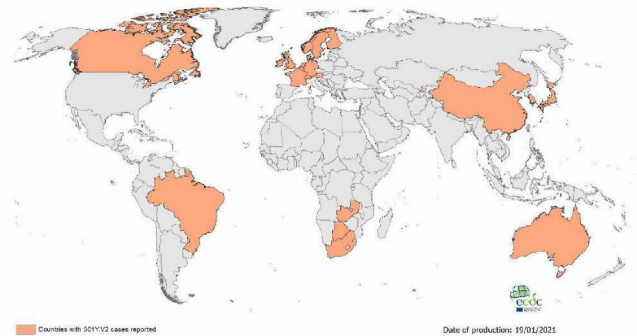 ecdc
Countries with 501Y.V2 cases reported
Date of production: 19/01/2021